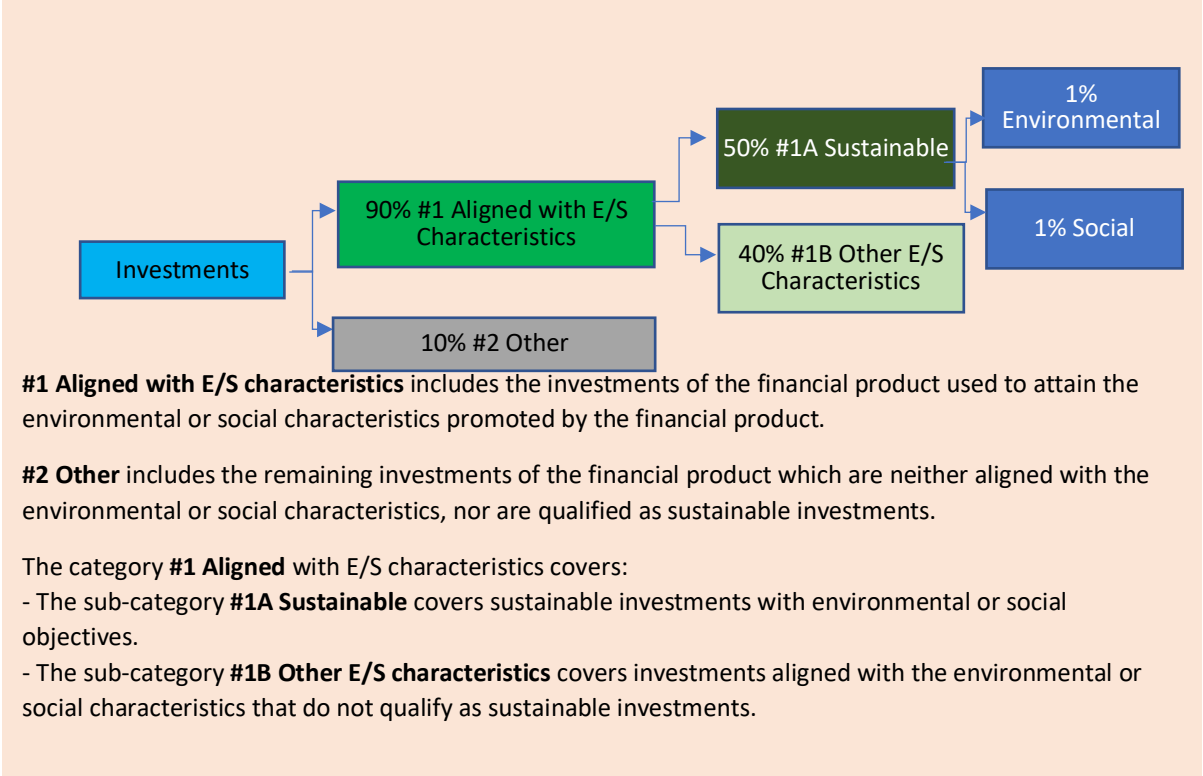 1%
Environmental
50% #1A Sustainable
90% #1 Aligned with E/S
Characteristics
1% Social
40% #1B Other E/S
Characteristics
Investments
10% #2 Other
#1 Aligned with E/S characteristics includes the investments of the financial product used to attain the
environmental or social characteristics promoted by the financial product.
#2 Other includes the remaining investments of the financial product which are neither aligned with the
environmental or social characteristics, nor are qualified as sustainable investments.
The category #1 Aligned with E/S characteristics covers:
- The sub-category #1A Sustainable covers sustainable investments with environmental or social
objectives.
- The sub-category #1B Other E/S characteristics covers investments aligned with the environmental or
social characteristics that do not qualify as sustainable investments.